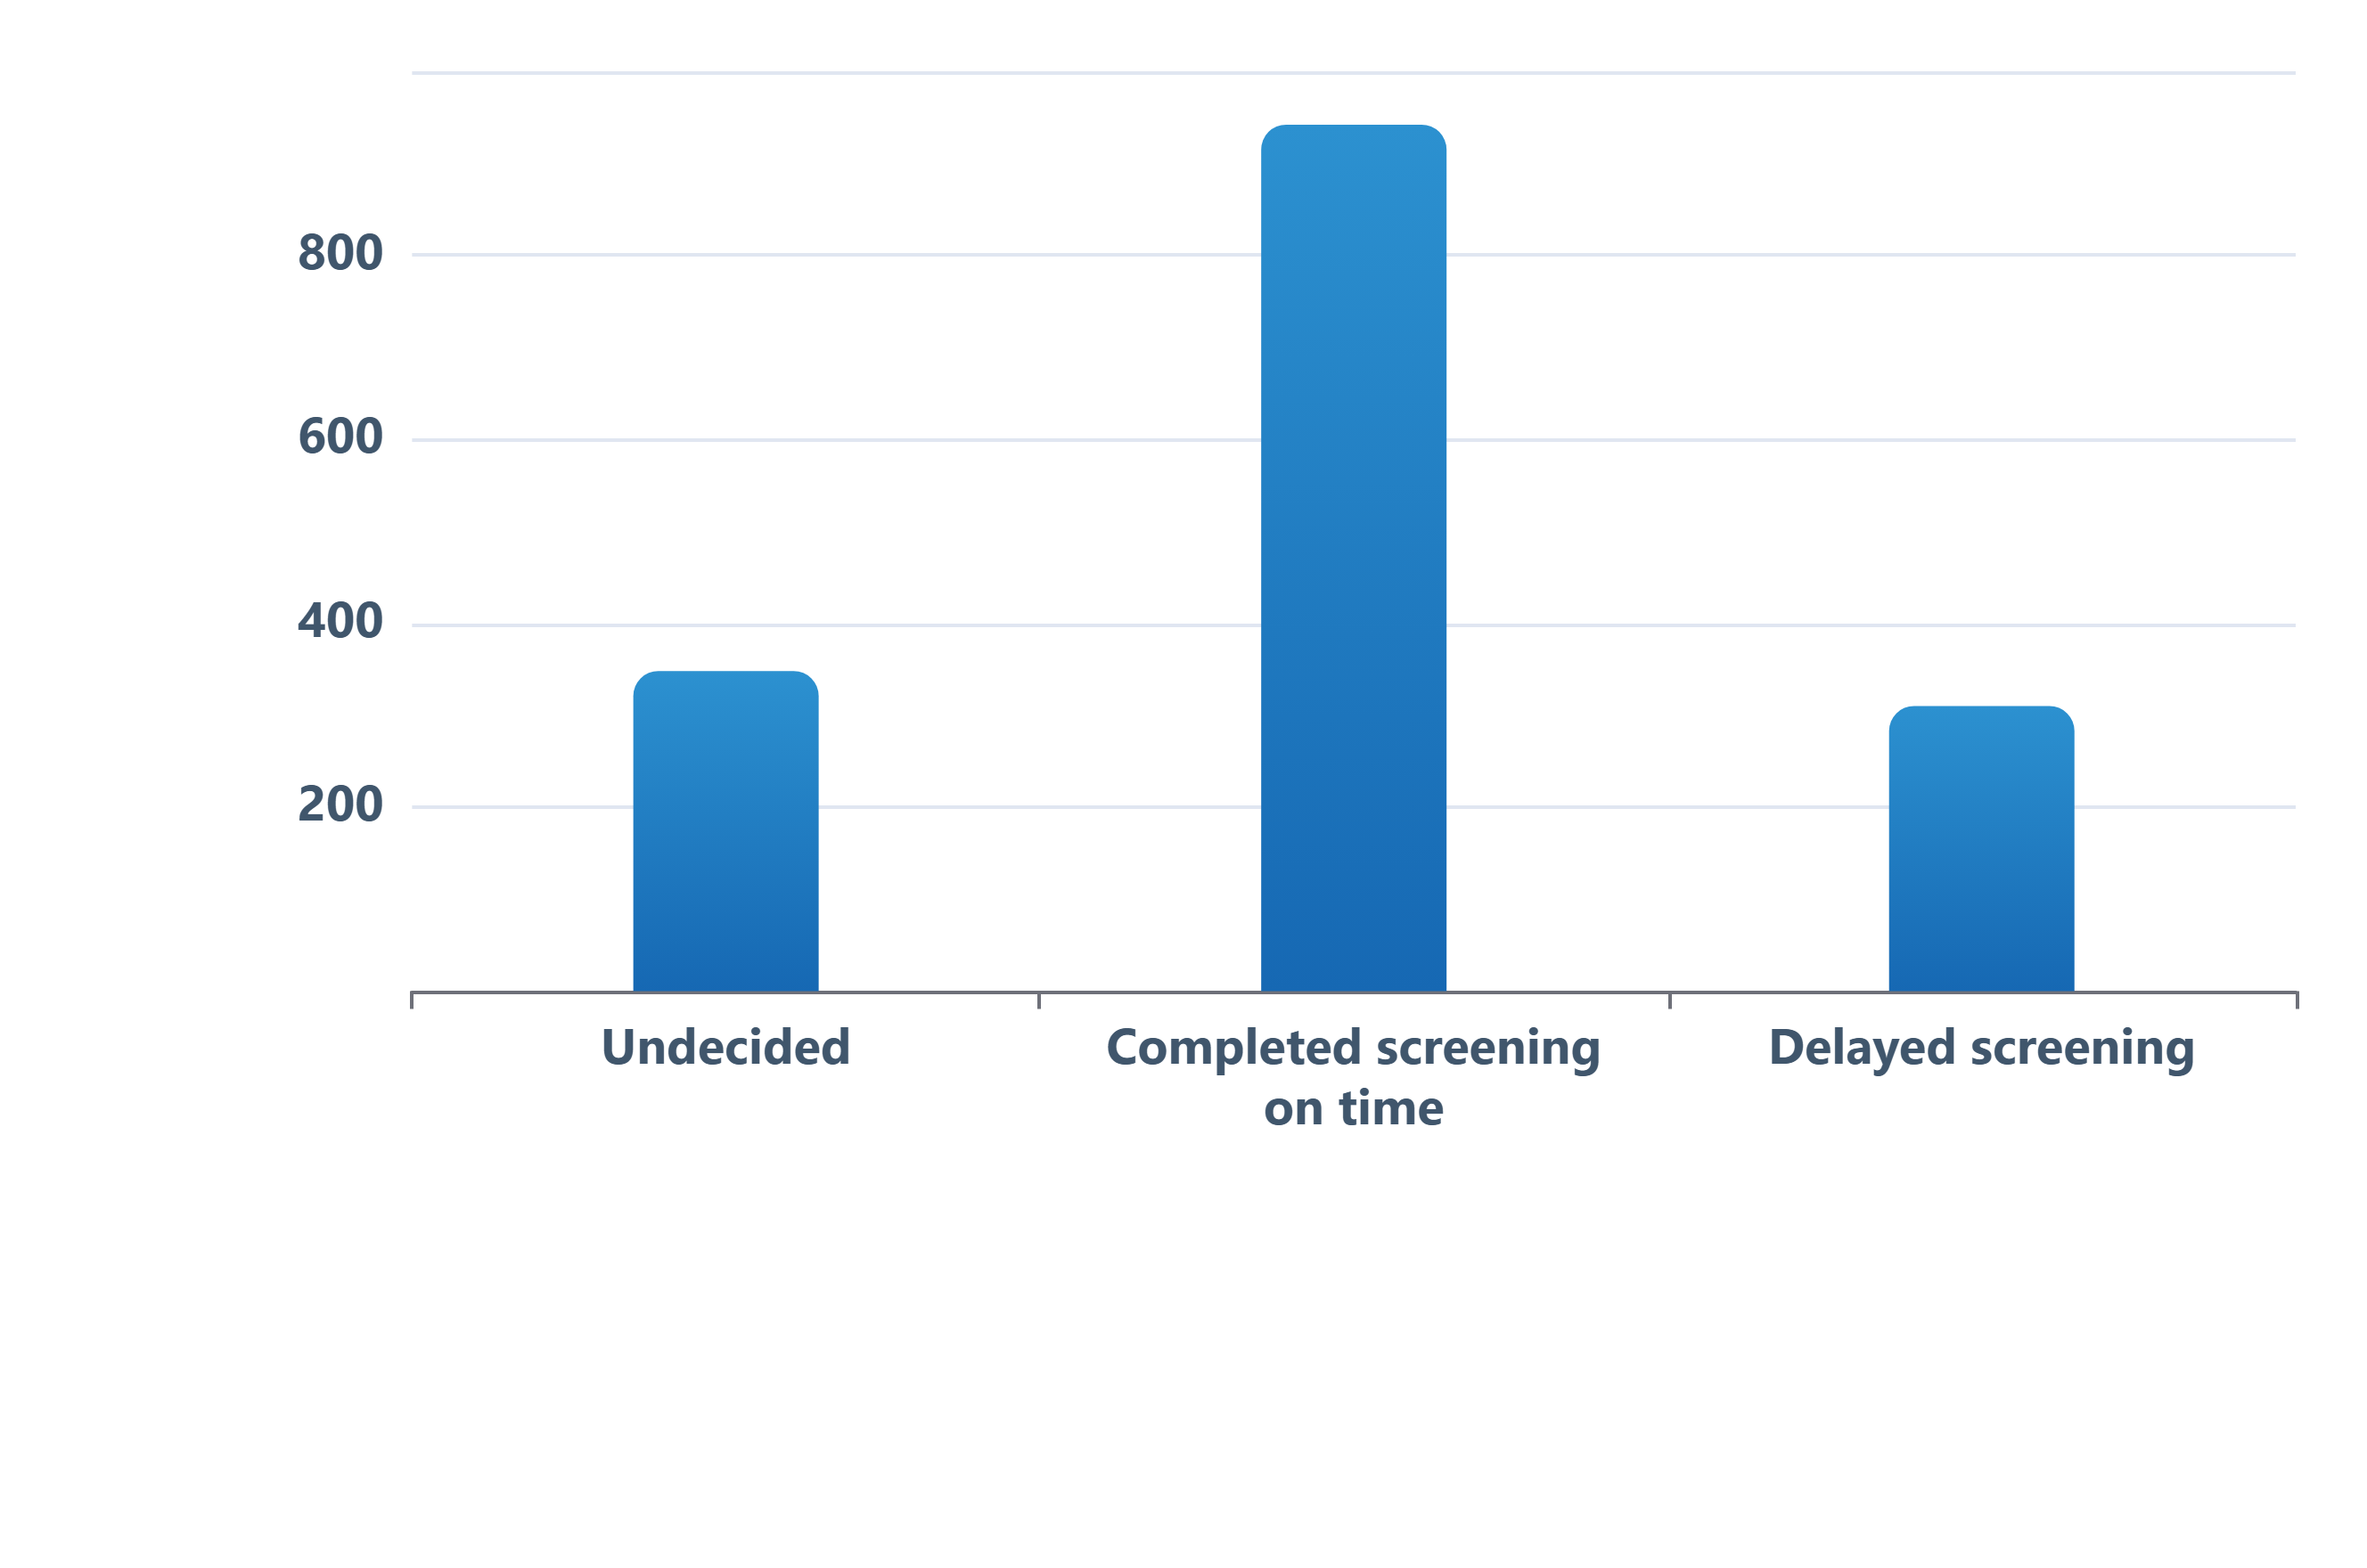 800
600
400
200
Undecided
Completed screening
on time
Delayed screening